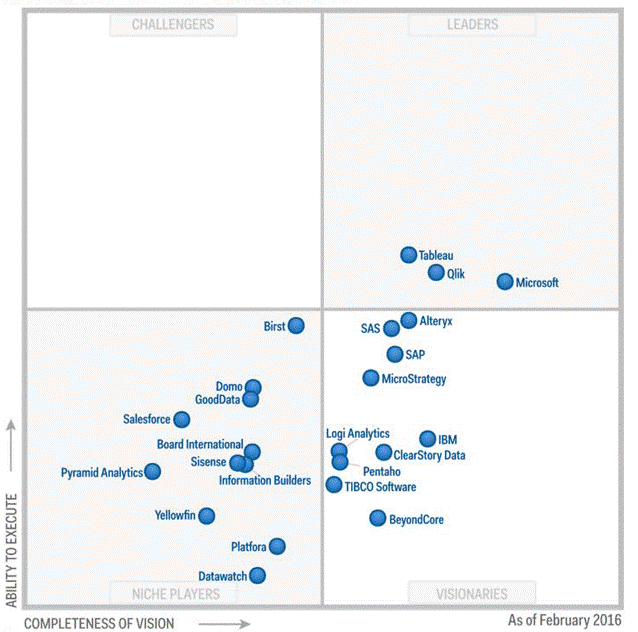 CHALLENGERS
LEADERS
Tableau
Qlik
Microsoft
Birst
SAS
Alteryx
SAP
MicroStrategy
Domo
GoodData
Salesforce
Board International
Sisense
Information Builders
Pyramid Analytics
Yellowfin
Platfora
Datawatch
Logi Analytics
IBM
ClearStory Data
Pentaho
TIBCO Software
BeyondCore
NICHE PLAYERS
VISIONARIES
ABILITY TO EXECUTE
COMPLETENESS OF VISION
As of February 2016